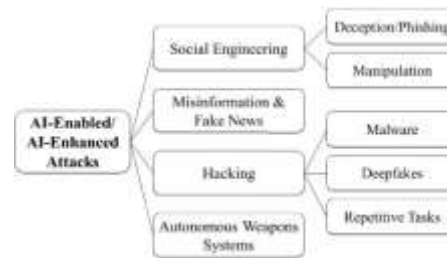 Deception/Phishing
Social Engineering
Manipulation
Misinformation &
Fake News
AI-Enabled/
AI-Enhanced
Attacks
Malware
Hacking
Deepfakes
Repetitive Tasks
Autonomous Weapons
Systems